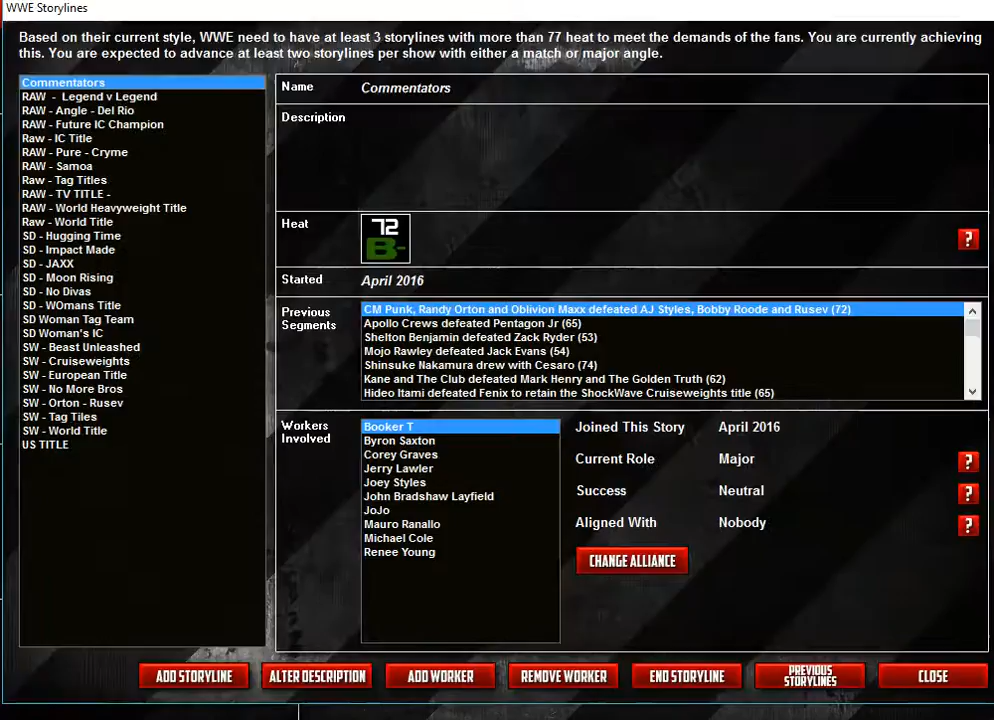 WWE Storylines
Based on their current style, WWE need to have at least 3 storylines with more than 77 heat to meet the demands of the fans. You are currently achieving
this. You are expected to advance at least two storylines per show with either a match or major angle.
Commentators
RAW - Legend v Legend
RAW - Angle - Del Rio
RAW - Future IC Champion
Raw - IC Title
RAW - Pure - Cryme
RAW - Samoa
Raw - Tag Titles
RAW - TV TITLE -
RAW - World Heavyweight Title
Raw - World Title
SD - Hugging Time
SD - Impact Made
SD - JAXX
SD - Moon Rising
SD - No Divas
SD - WOmans Title
SD Woman Tag Team
SD Woman's IC
SW - Beast Unleashed
SW - Cruiseweights
SW - European Title
SW - No More Bros
SW - Orton - Rusev
SW - Tag Tiles
SW - World Title
US TITLE
Name
Commentators
Description
Heat
72
B-
?
Started
April 2016
Previous
Segments
CM Punk, Randy Orton and Oblivion Maxx defeated AJ Styles, Bobby Roode and Rusev (72)
Apollo Crews defeated Pentagon Jr (65)
Shelton Benjamin defeated Zack Ryder (53)
Mojo Rawley defeated Jack Evans (54)
Shinsuke Nakamura drew with Cesaro (74)
Kane and The Club defeated Mark Henry and The Golden Truth (62)
Hideo Itami defeated Fenix to retain the ShockWave Cruiseweights title (65)
Workers
Involved
Booker T
Byron Saxton
Corey Graves
Jerry Lawler
Joey Styles
John Bradshaw Layfield
JoJo
Mauro Ranallo
Michael Cole
Renee Young
Joined This Story
April 2016
Current Role
Major
?
Success
Neutral
?
Aligned With
Nobody
?
CHANGE ALLIANCE
ADD STORYLINE
ALTER DESCRIPTION
ADD WORKER
REMOVE WORKER
END STORYLINE
PREVIOUS
STORYLINES
CLOSE